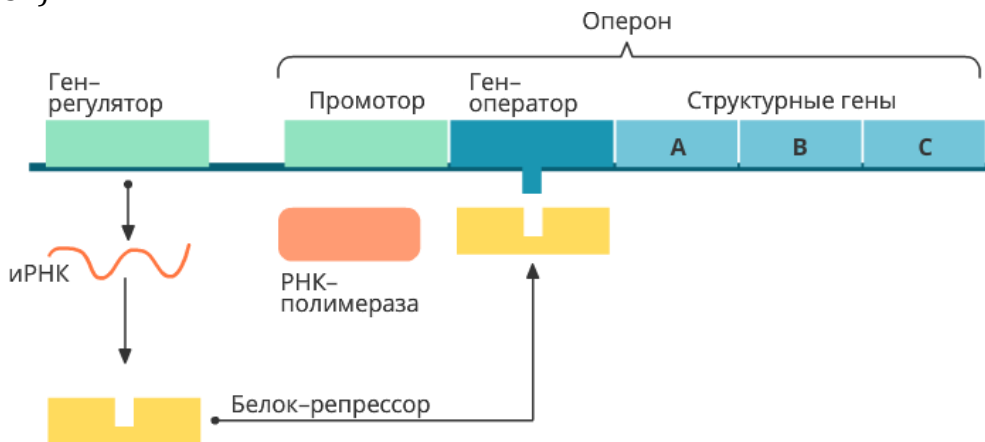 Оперон
Ген–
регулятор
Промотор
Ген–
оператор
Структурные гены
A
B
C
иРНК
РНК–
полимераза
Белок–репрессор